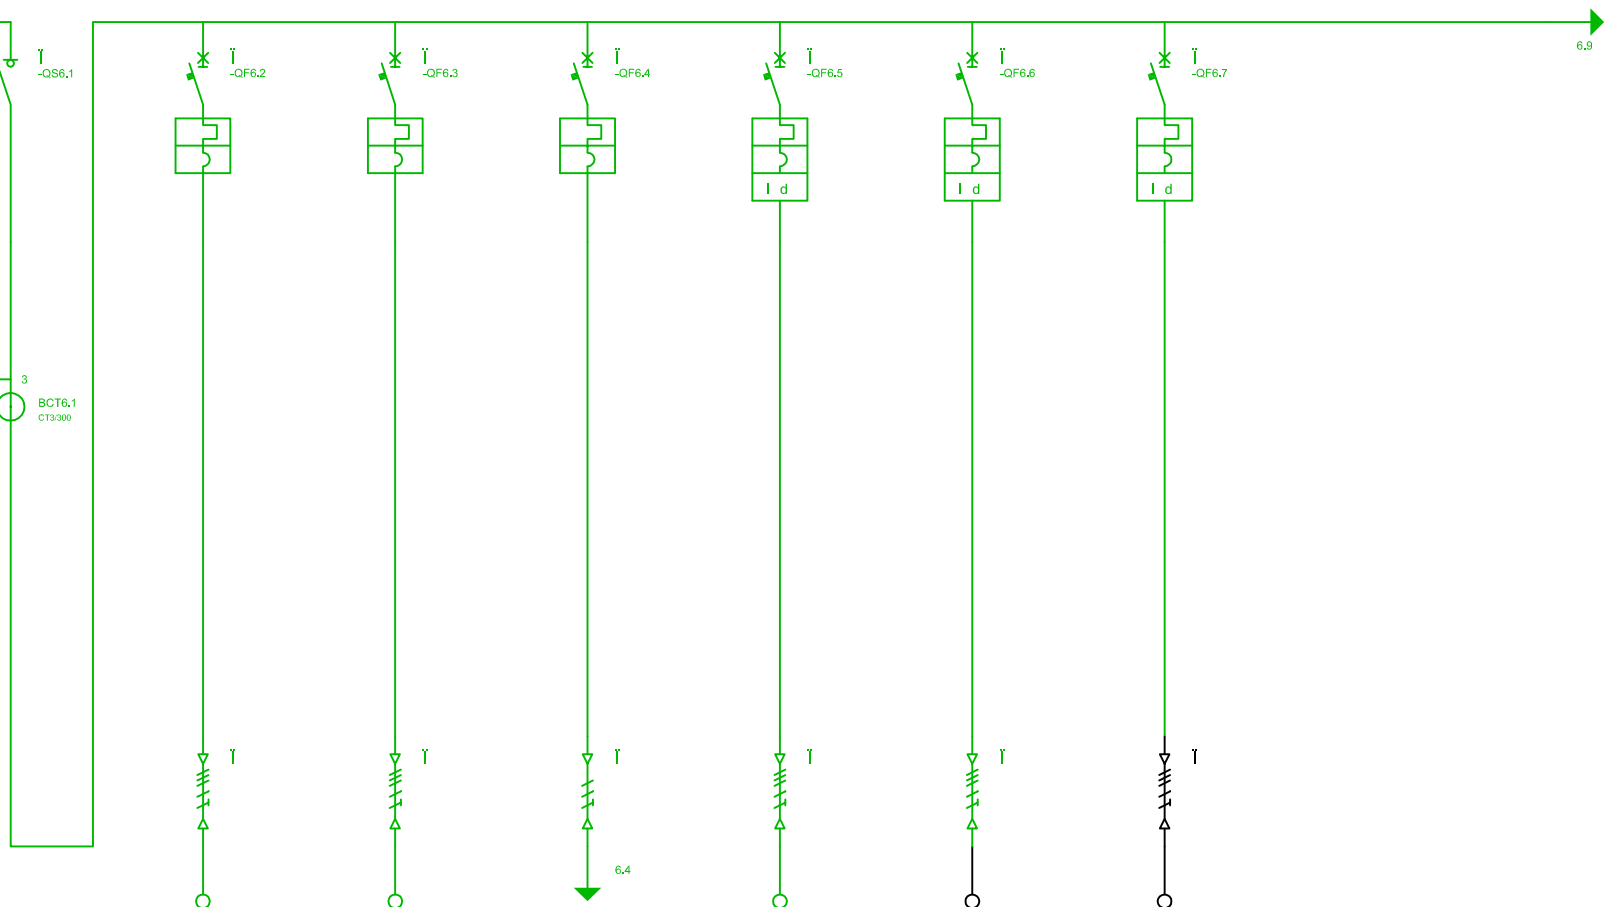 6.9
Ï
-QS6.1
Ï
-QF6.2
Ï
-QF6.3
Ï
-QF6.4
Ï
-QF6.5
Ï
-QF6.6
Ï
-QF6.7
I d
I d
I d
3
BCT6.1
CT3/300
Ï
Ï
Ï
Ï
Ï
Ï
6.4